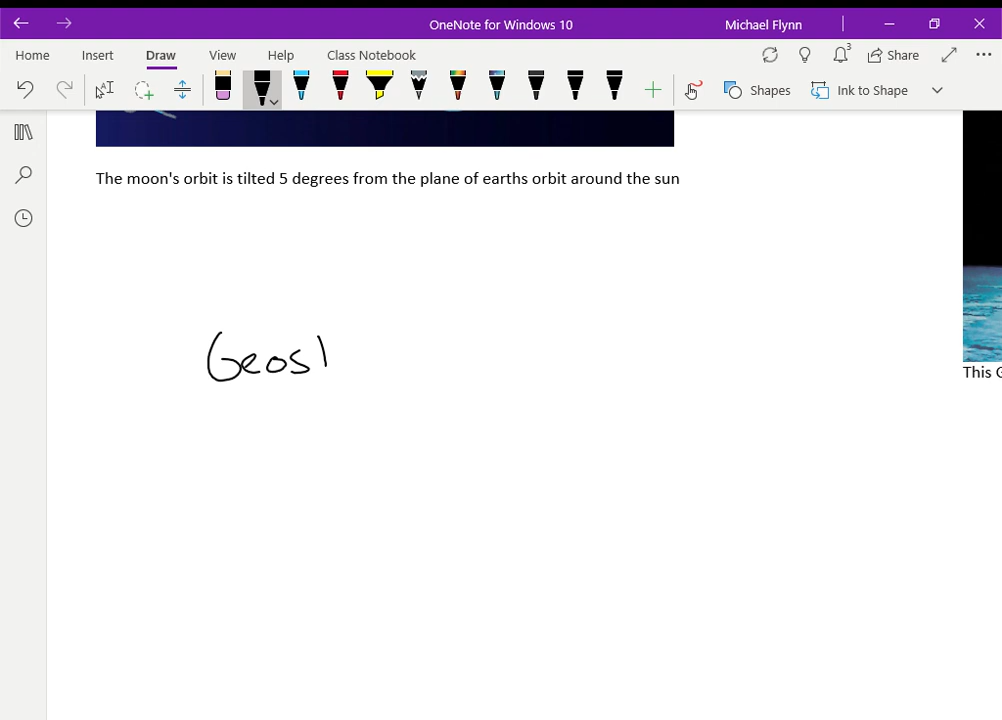 OneNote for Windows 10
Michael Flynn
Home Insert Draw View Help Class Notebook
3
Share
Shapes
Ink to Shape
The moon's orbit is tilted 5 degrees from the plane of earths orbit around the sun
Geos
This